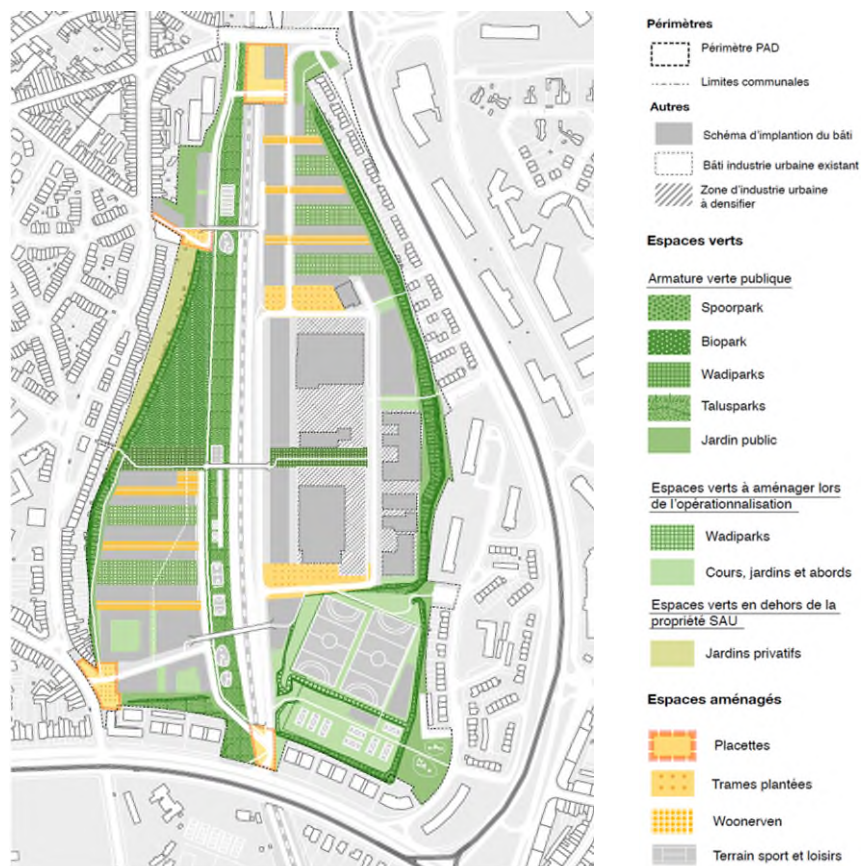 Périmètres
Périmètre PAD
Limites communales
Autres
Schéma d'implantion du bâti
Bâti industrie urbaine existant
Zone d'industrie urbaine
à densifier
Espaces verts
Armature verte publique
Spoorpark
Biopark
Wadiparks
Talusparks
Jardin public
Espaces verts à aménager lors
de l'opérationnalisation
Wadiparks
Cours, jardins et abords
Espaces verts en dehors de la
propriété SAU
Jardins privatifs
Espaces aménagés
Placettes
Trames plantées
Woonerven
Terrain sport et loisirs